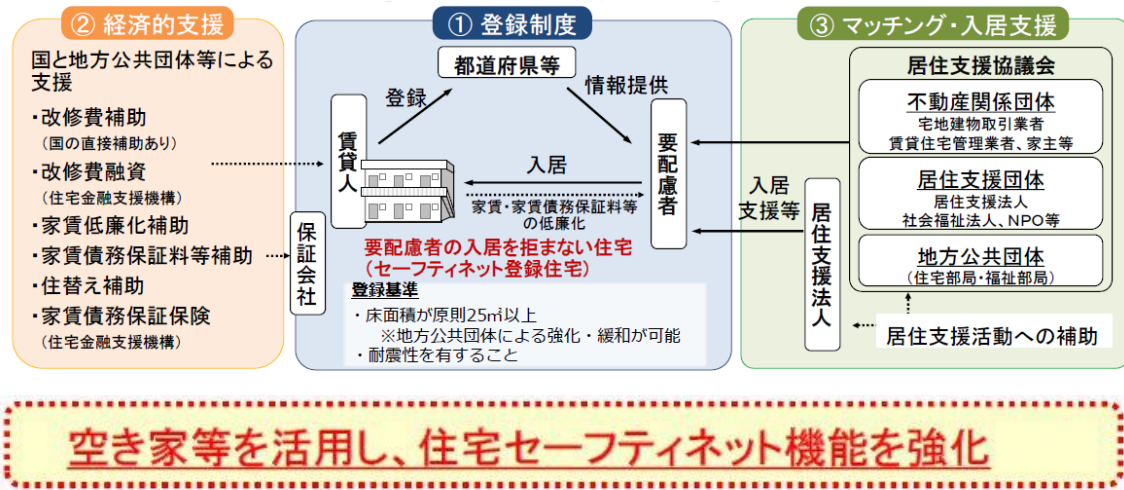 ② 経済的支援
国と地方公共団体等による
支援
・改修費補助
（国の直接補助あり）
・改修費融資
（住宅金融支援機構）
・家賃低廉化補助
・家賃債務保証料等補助
・住替え補助
・家賃債務保証保険
（住宅金融支援機構）
① 登録制度
都道府県等
登録
情報提供
賃貸人
要配慮者
入居
家賃・家賃債務保証料等
の低廉化
保証会社
要配慮者の入居を拒まない住宅
（セーフティネット登録住宅）
登録基準
・床面積が原則25㎡以上
※地方公共団体による強化・緩和が可能
・耐震性を有すること
③ マッチング・入居支援
居住支援協議会
不動産関係団体
宅地建物取引業者
賃貸住宅管理業者、家主等
居住支援団体
居住支援法人
社会福祉法人、NPO等
地方公共団体
（住宅部局・福祉部局）
入居
支援等
居住支援法人
居住支援活動への補助
空き家等を活用し、住宅セーフティネット機能を強化